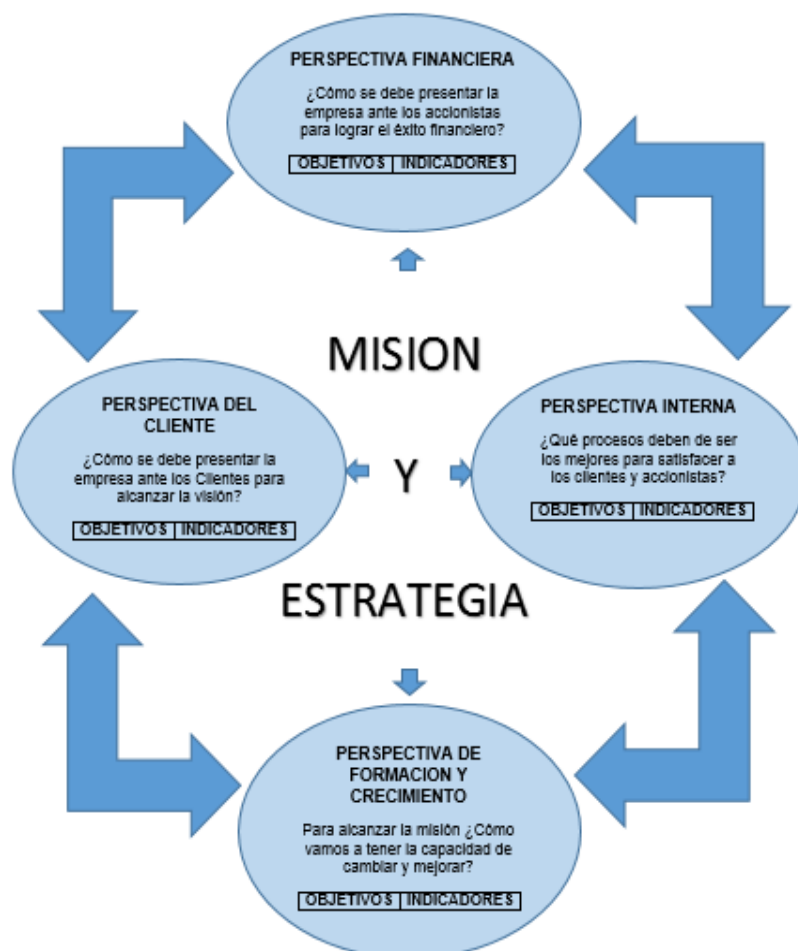 PERSPECTIVA FINANCIERA
¿Cómo se debe presentar la
empresa ante los accionistas
para lograr el éxito financiero?
OBJETIVOS INDICADORES
MISION
PERSPECTIVA DEL
CLIENTE
¿Cómo se debe presentar la
empresa ante los Clientes para
alcanzar la visión?
OBJETIVOS INDICADORES
Y
PERSPECTIVA INTERNA
¿Qué procesos deben de ser
los mejores para satisfacer a
los clientes y accionistas?
OBJETIVOS INDICADORES
ESTRATEGIA
PERSPECTIVA DE
FORMACION Y
CRECIMIENTO
Para alcanzar la misión ¿Cómo
vamos a tener la capacidad de
cambiar y mejorar?
OBJETIVOS INDICADORES